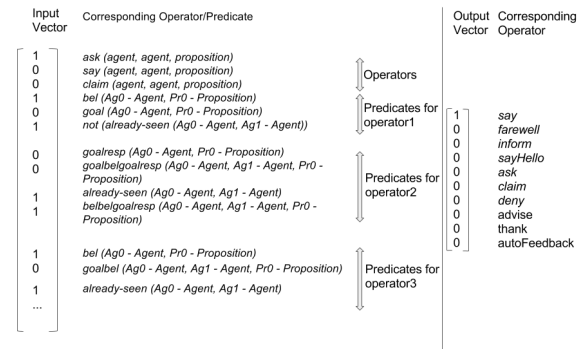 Input Vector
Corresponding Operator/Predicate
1 ask (agent, agent, proposition)
0 say (agent, agent, proposition)
0 claim (agent, agent, proposition)
Operators
1 bel (Ag0 - Agent, Pr0 - Proposition)
0 goal (Ag0 - Agent, Pr0 - Proposition)
1 not (already-seen (Ag0 - Agent, Ag1 - Agent))
Predicates for
operator1
0 goalresp (Ag0 - Agent, Pr0 - Proposition)
0 goalbelgoalresp (Ag0 - Agent, Ag1 - Agent, Pr0 -
Proposition)
1 already-seen (Ag0 - Agent, Ag1 - Agent)
1 belbelgoalresp (Ag0 - Agent, Ag1 - Agent, Pr0 -
Proposition)
Predicates for
operator2
1 bel (Ag0 - Agent, Pr0 - Proposition)
0 goalbel (Ag0 - Agent, Ag1 - Agent, Pr0 - Proposition)
1 already-seen (Ag0 - Agent, Ag1 - Agent)
...
Predicates for
operator3
Output Vector
Corresponding Operator
1 say
0 farewell
0 inform
0 sayHello
0 ask
0 claim
0 deny
0 advise
0 thank
0 autoFeedback